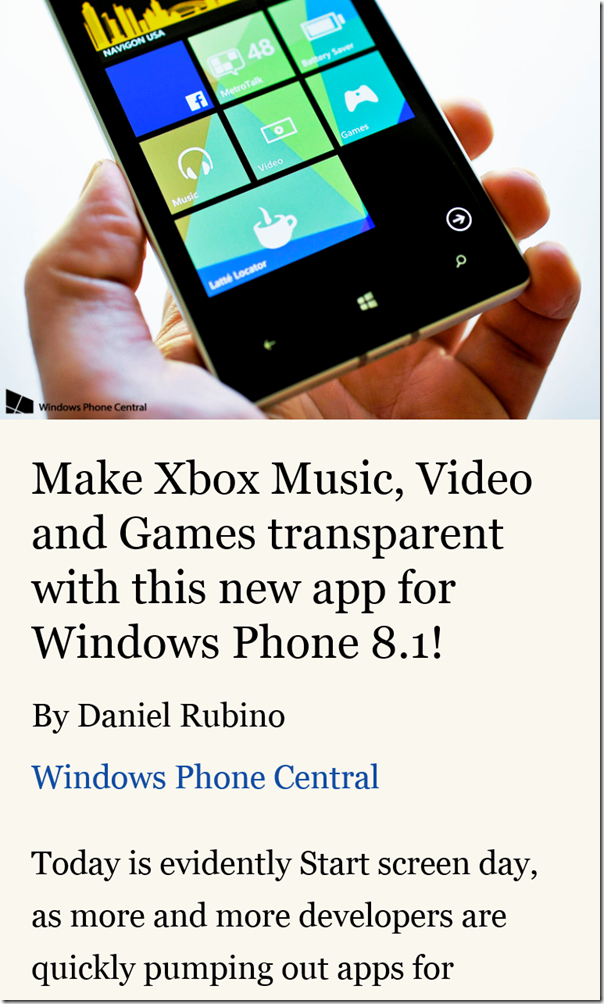 NAVIGON USA
48
MetroTalk
Battery Saver
Music
Video
Games
Latté Locator
Windows Phone Central
Make Xbox Music, Video
and Games transparent
with this new app for
Windows Phone 8.1!
By Daniel Rubino
Windows Phone Central
Today is evidently Start screen day,
as more and more developers are
quickly pumping out apps for